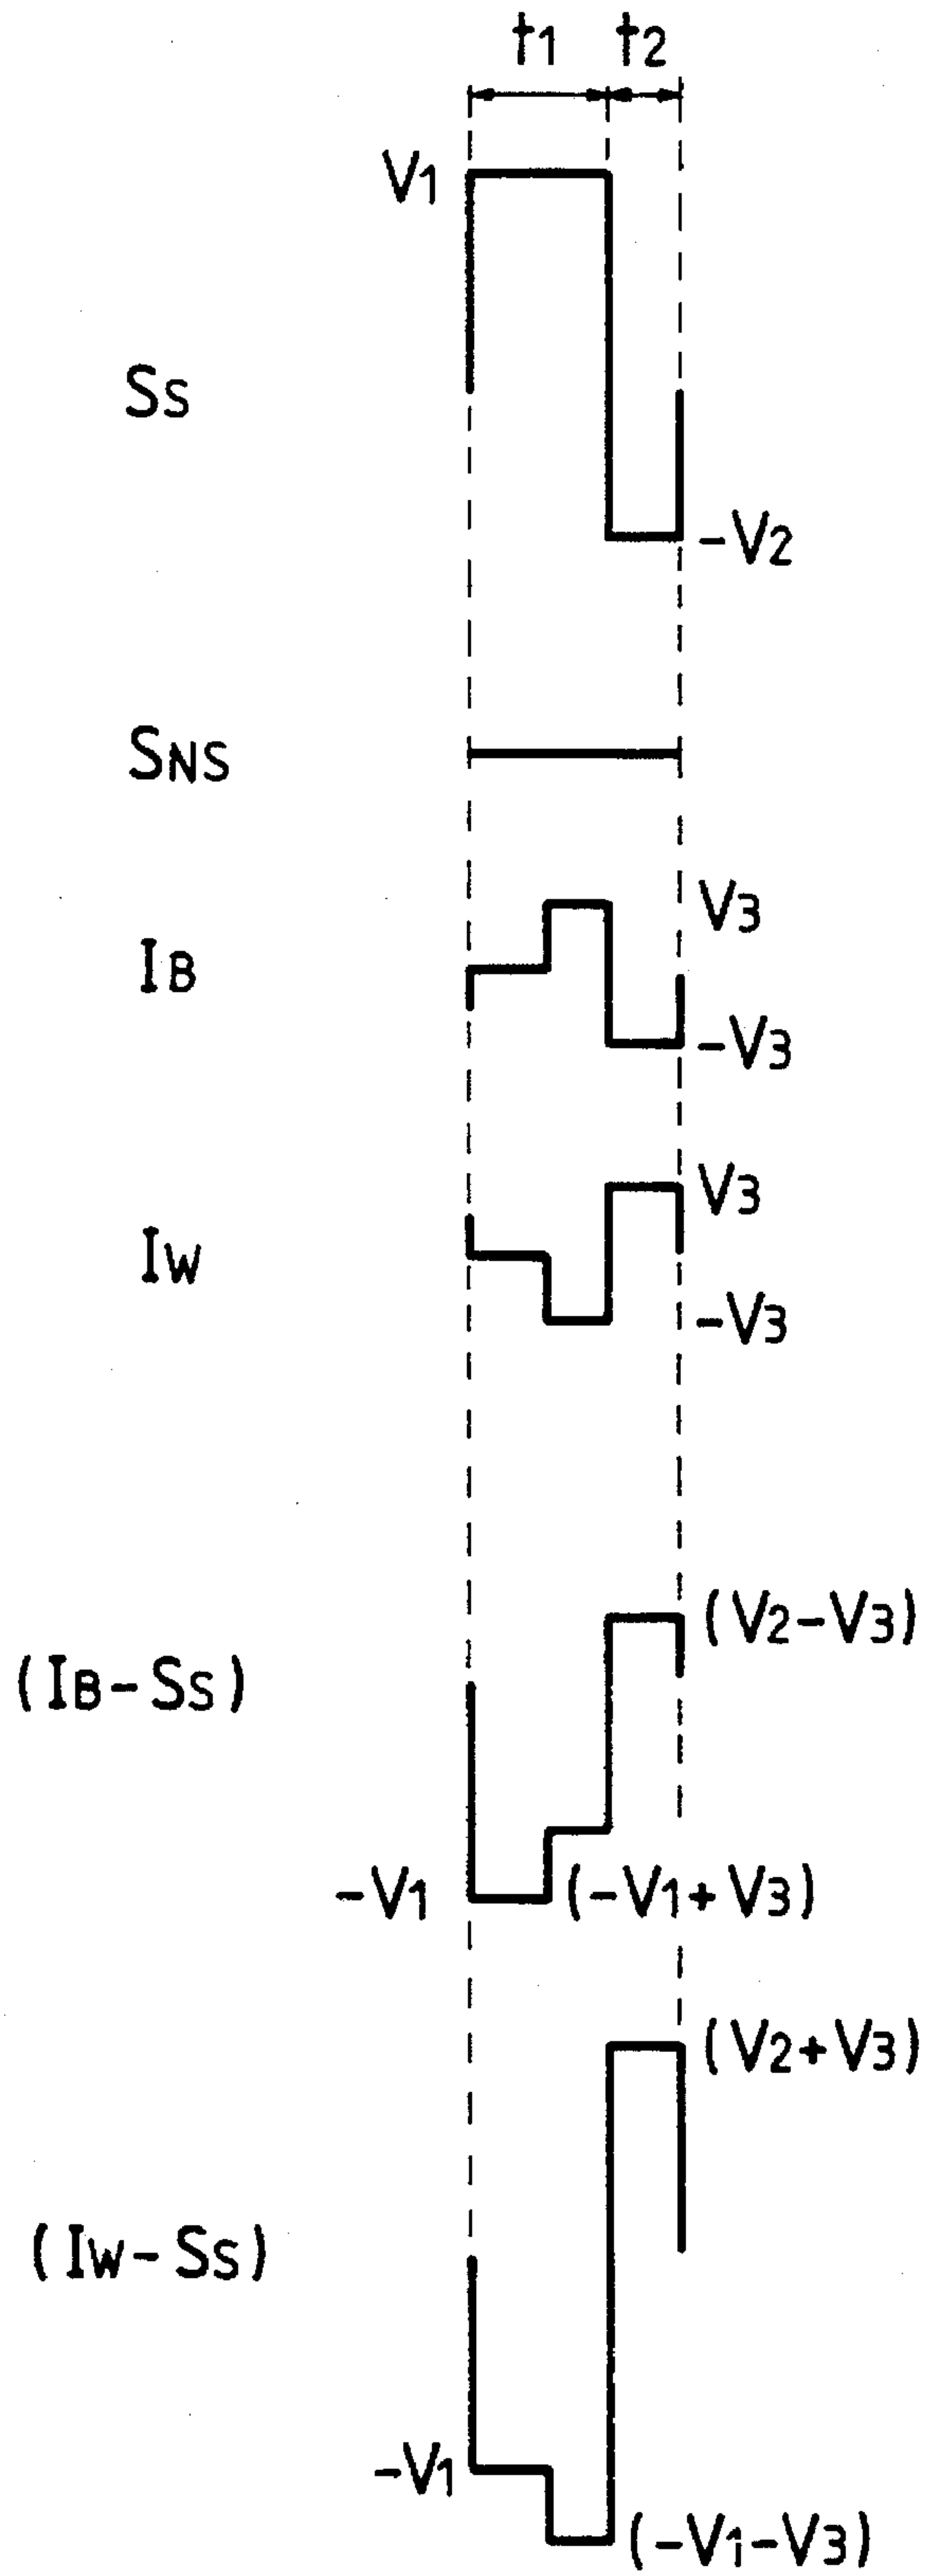 t1 t2
V1
SS
-V2
SNS
V3
IB
-V3
V3
IW
-V3
(V2-V3)
(IB-SS)
-V1 (-V1+V3)
(V2+V3)
(IW-SS)
-V1
(-V1-V3)